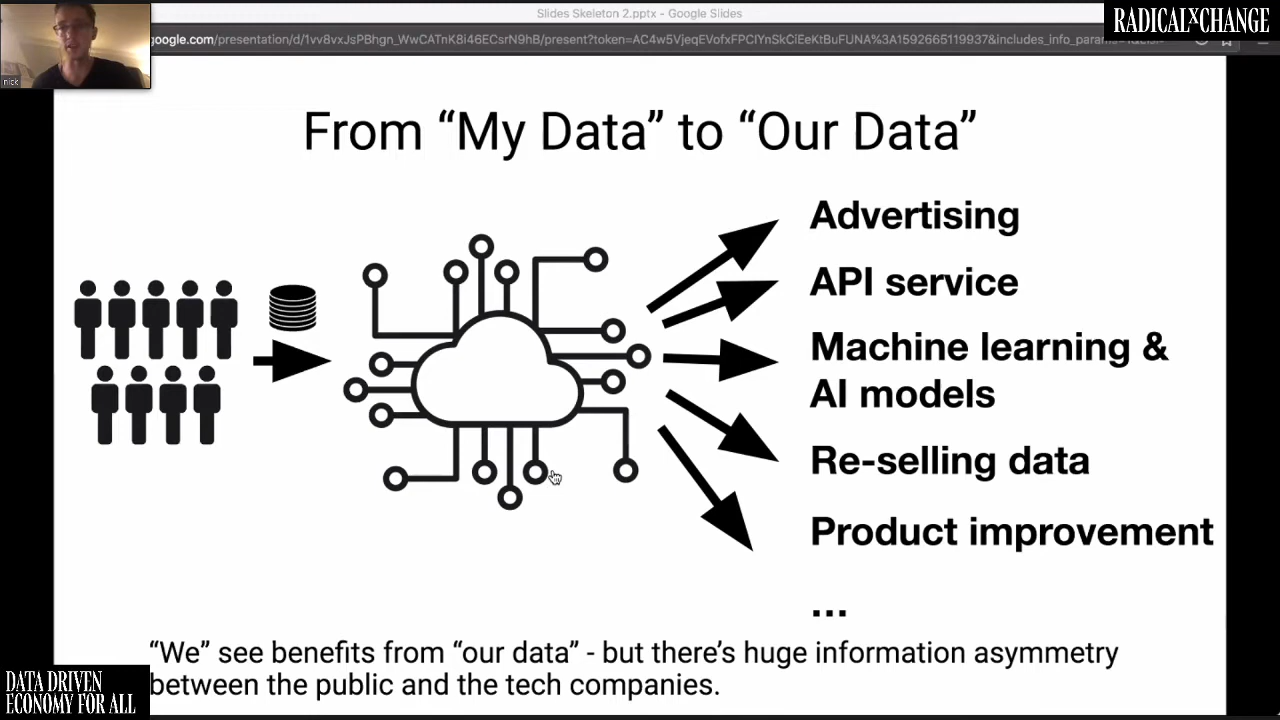 Slides Skeleton 2.pptx - Google Slides
RADICALXCHANGE
nick
From “My Data” to “Our Data”
Advertising
API service
Machine learning &
AI models
Re-selling data
Product improvement
...
“We” see benefits from “our data” - but there’s huge information asymmetry
between the public and the tech companies.
DATA DRIVEN
ECONOMY FOR ALL